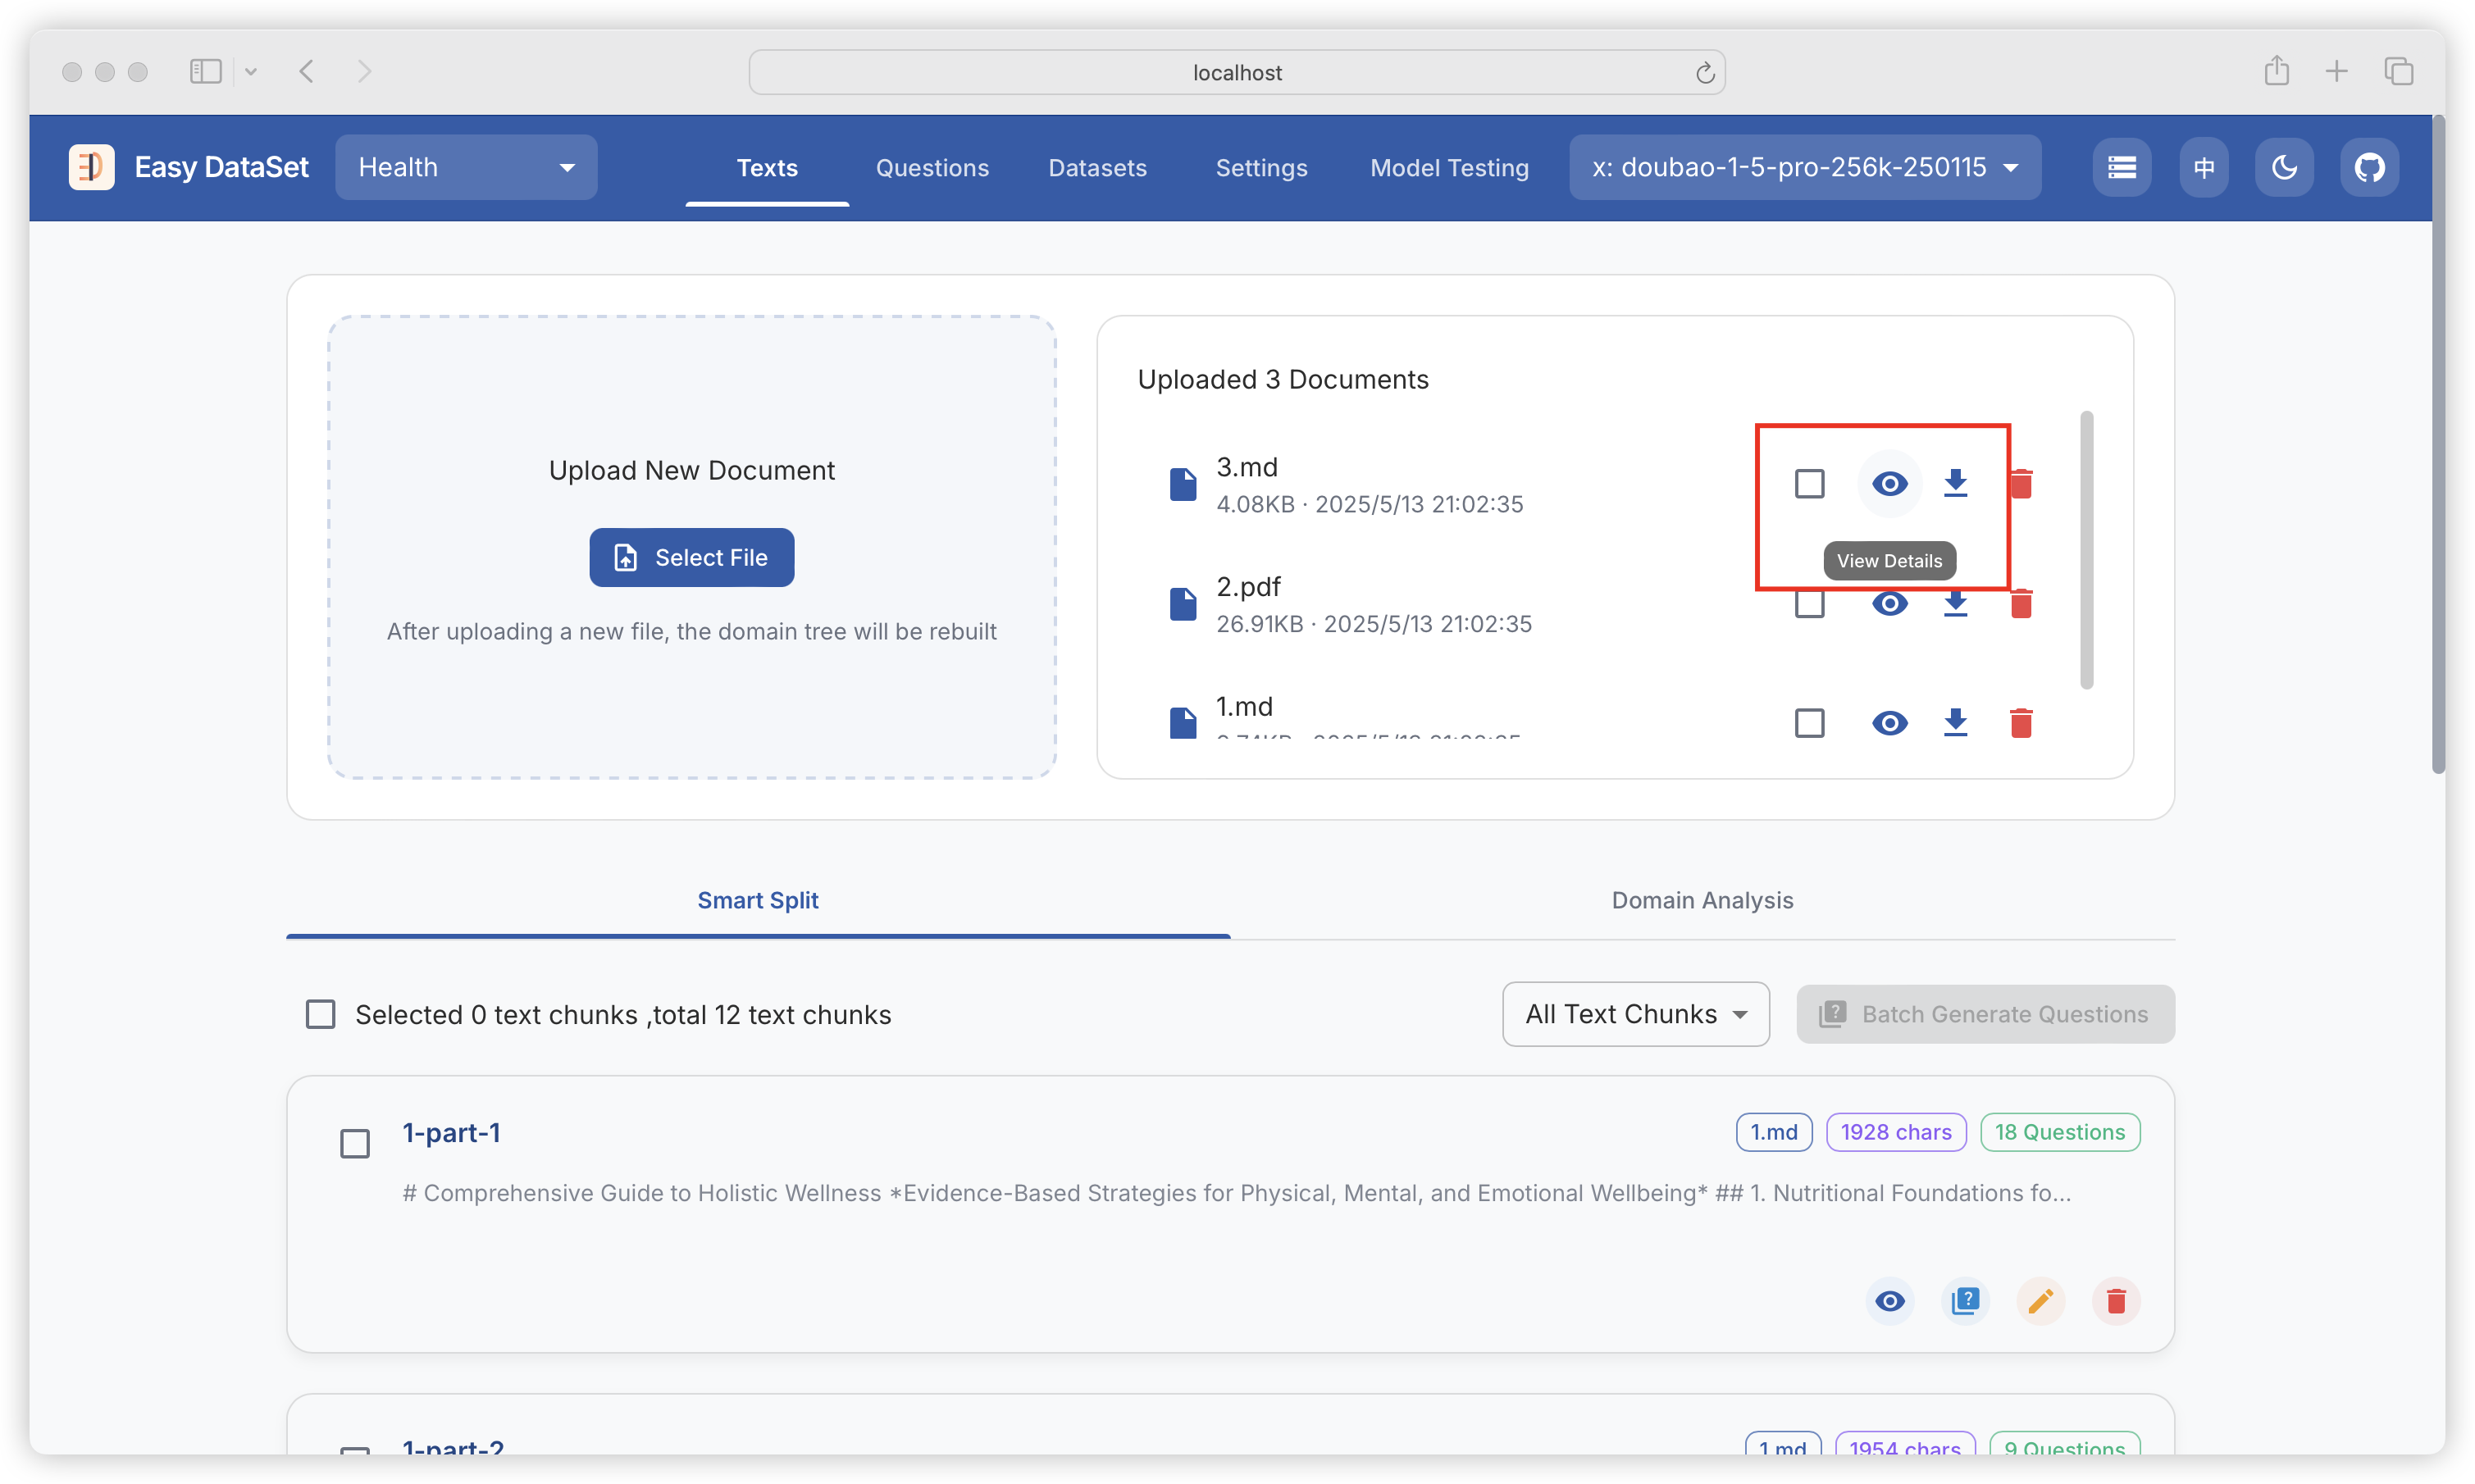 localhost
Easy DataSet
Health
Texts
Questions
Datasets
Settings
Model Testing
x: doubao-1-5-pro-256k-250115
中
Upload New Document
Select File
After uploading a new file, the domain tree will be rebuilt
Uploaded 3 Documents
3.md
4.08KB · 2025/5/13 21:02:35
View Details
2.pdf
26.91KB · 2025/5/13 21:02:35
1.md
Smart Split
Domain Analysis
Selected 0 text chunks ,total 12 text chunks
All Text Chunks
Batch Generate Questions
1-part-1
1.md
1928 chars
18 Questions
# Comprehensive Guide to Holistic Wellness *Evidence-Based Strategies for Physical, Mental, and Emotional Wellbeing* ## 1. Nutritional Foundations fo...
1-part-2
1.md
1954 chars
9 Questions